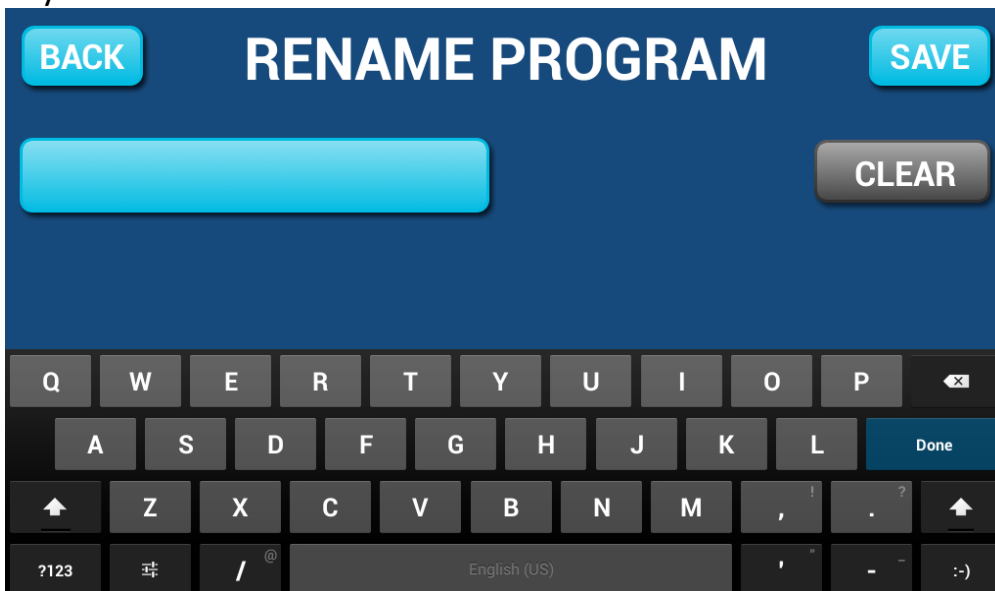 BACK RENAME PROGRAM SAVE
CLEAR
Q W E R T Y U I O P
A S D F G H J K L Done
Z X C V B N M , ! . ?
?123 / @ English (US) ' " - _ :-)